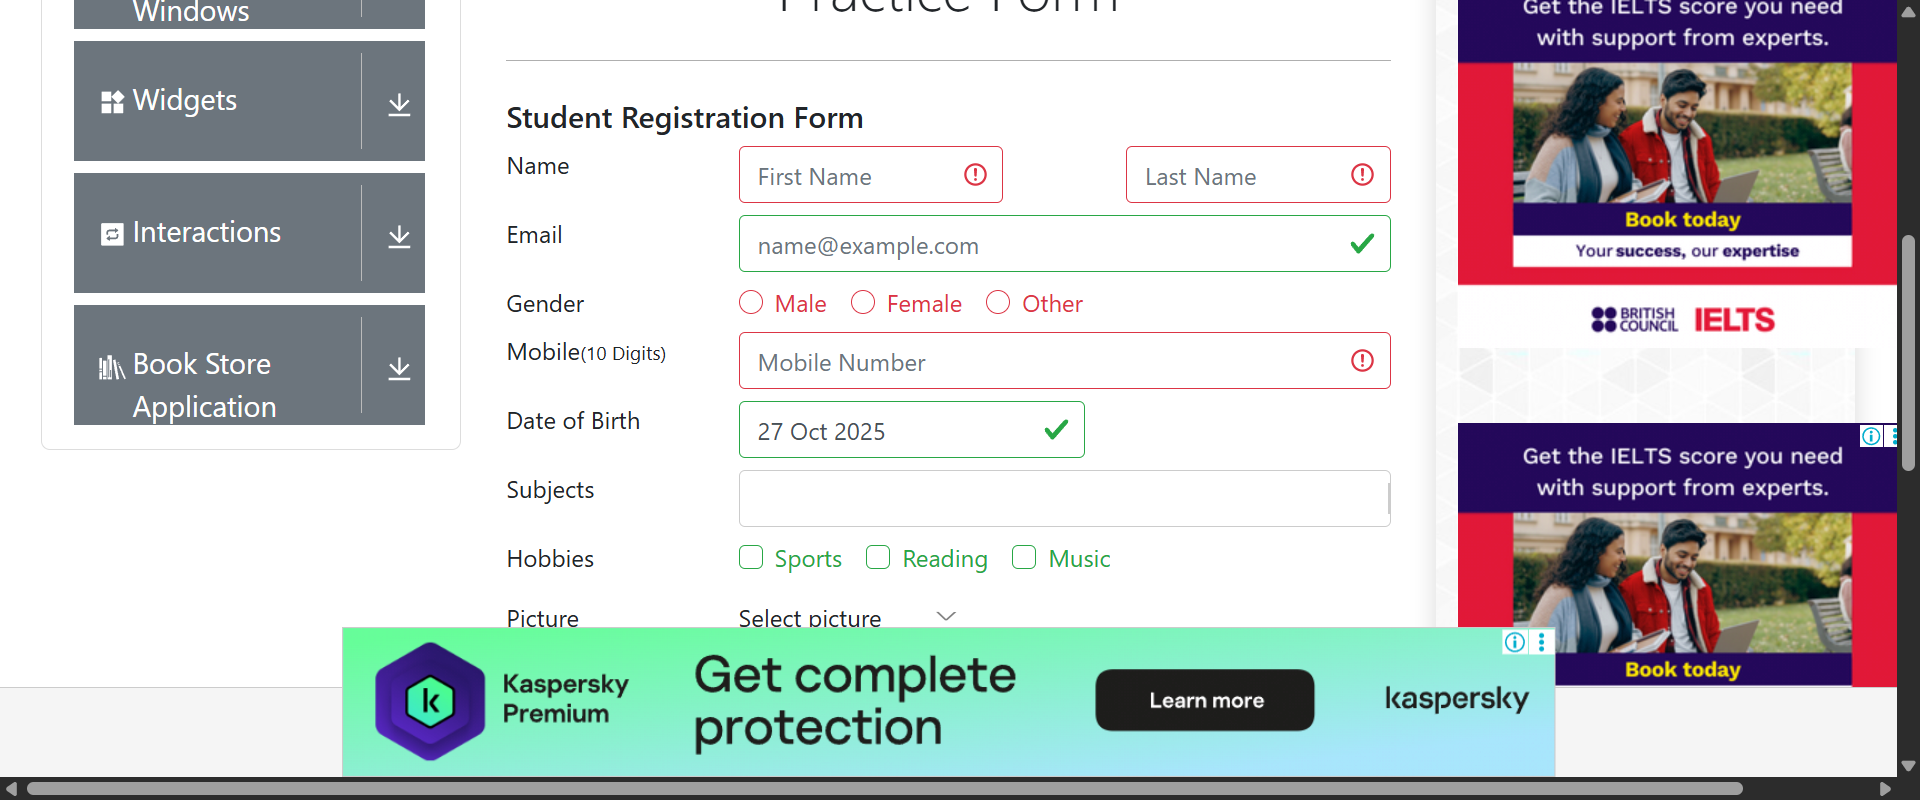 Windows
Widgets
Interactions
Book Store
Application
Practice Form
Student Registration Form
Name
First Name
Last Name
Email
name@example.com
Gender
Male
Female
Other
Mobile(10 Digits)
Mobile Number
Date of Birth
27 Oct 2025
Subjects
Hobbies
Sports
Reading
Music
Picture
Select picture
Get the IELTS score you need
with support from experts.
Book today
Your success, our expertise
BRITISH
COUNCIL
IELTS
Get the IELTS score you need
with support from experts.
Book today
Kaspersky
Premium
Get complete
protection
Learn more
kaspersky